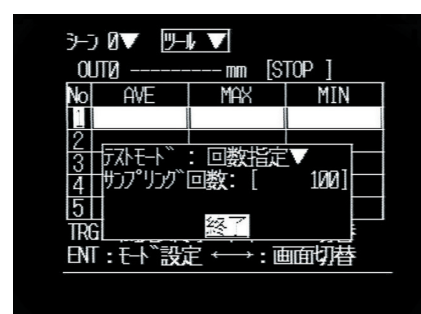 シーン 0▼ ツール ▼
OUT0 --------- mm [STOP ]
No AVE MAX MIN
1
2
3
4
5
テストモード : 回数指定▼
サンプリング回数: [ 100]
終了
TRG
ENT : モード設定 ←→ : 画面切替